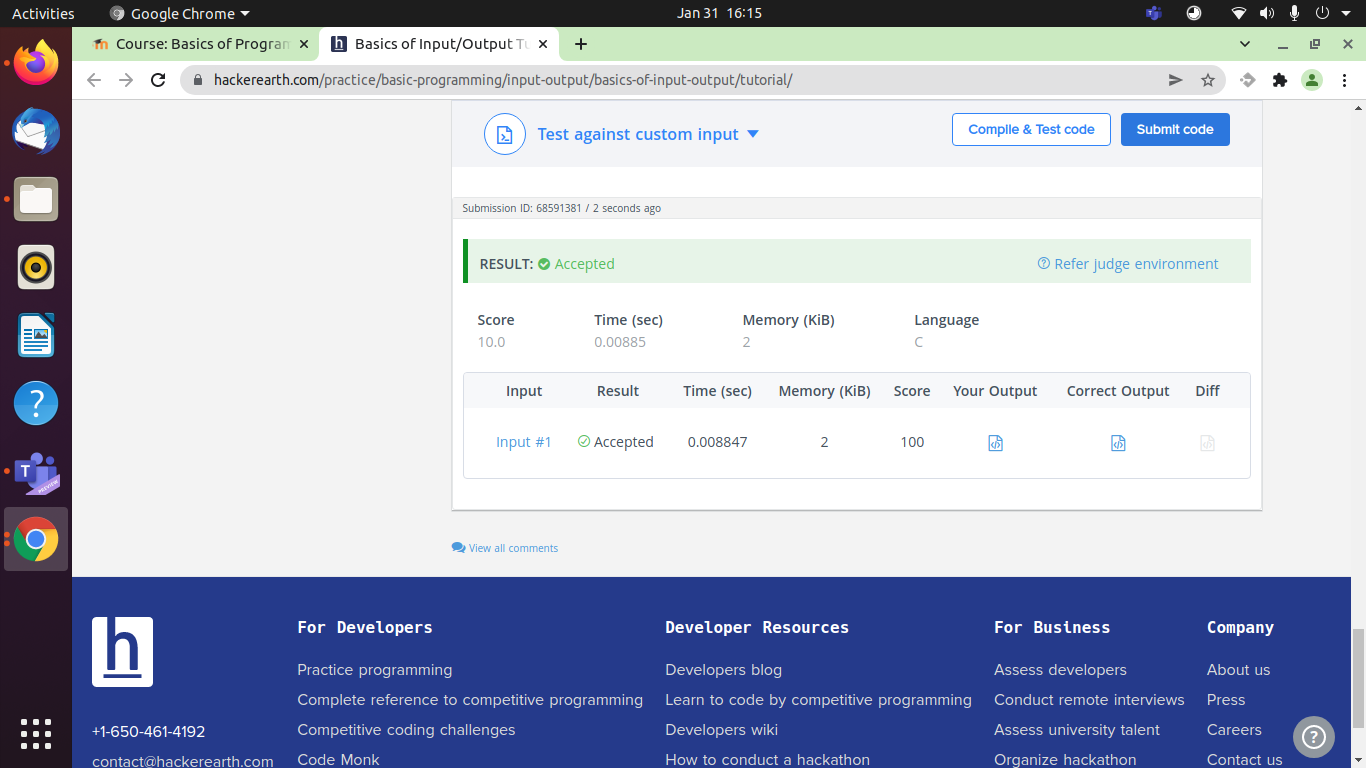 Activities Google Chrome Jan 31 16:15
Course: Basics of Program Basics of Input/Output Tu
hackerearth.com/practice/basic-programming/input-output/basics-of-input-output/tutorial/
Test against custom input Compile & Test code Submit code
Submission ID: 68591381 / 2 seconds ago
RESULT: Accepted Refer judge environment
Score Time (sec) Memory (KiB) Language
10.0 0.00885 2 C
Input Result Time (sec) Memory (KiB) Score Your Output Correct Output Diff
Input #1 Accepted 0.008847 2 100
View all comments
h For Developers Developer Resources For Business Company
Practice programming Developers blog Assess developers About us
Complete reference to competitive programming Learn to code by competitive programming Conduct remote interviews Press
+1-650-461-4192 Competitive coding challenges Developers wiki Assess university talent Careers
contact@hackerearth.com Code Monk How to conduct a hackathon Organize hackathon Contact us
T
PREVIEW